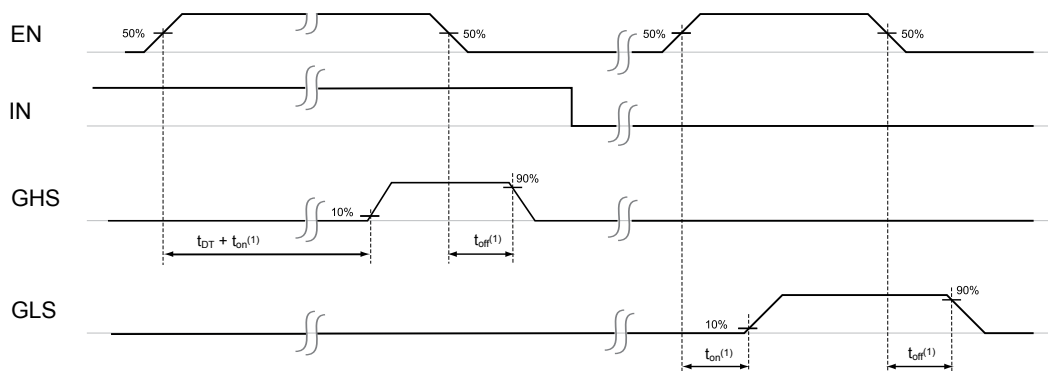 EN
50%
50%
50%
50%
IN
GHS
10%
90%
tDT + ton(1)
toff(1)
GLS
10%
90%
ton(1)
toff(1)